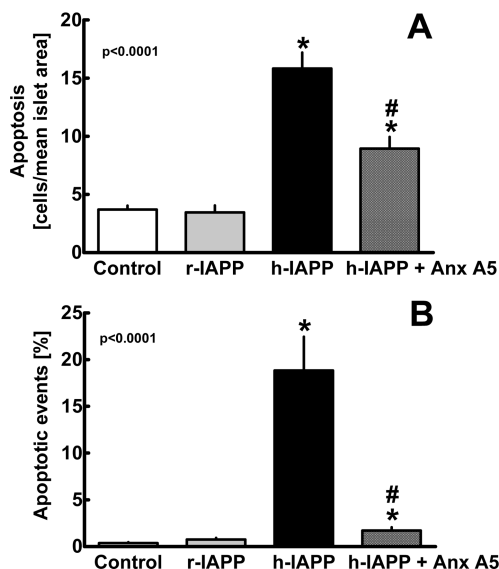 A
p<0.0001
Apoptosis
[cells/mean islet area]
20
15
10
5
0
*
#
*
Control
r-IAPP
h-IAPP
h-IAPP + Anx A5
B
p<0.0001
Apoptotic events [%]
25
20
15
10
5
0
*
#
*
Control
r-IAPP
h-IAPP
h-IAPP + Anx A5